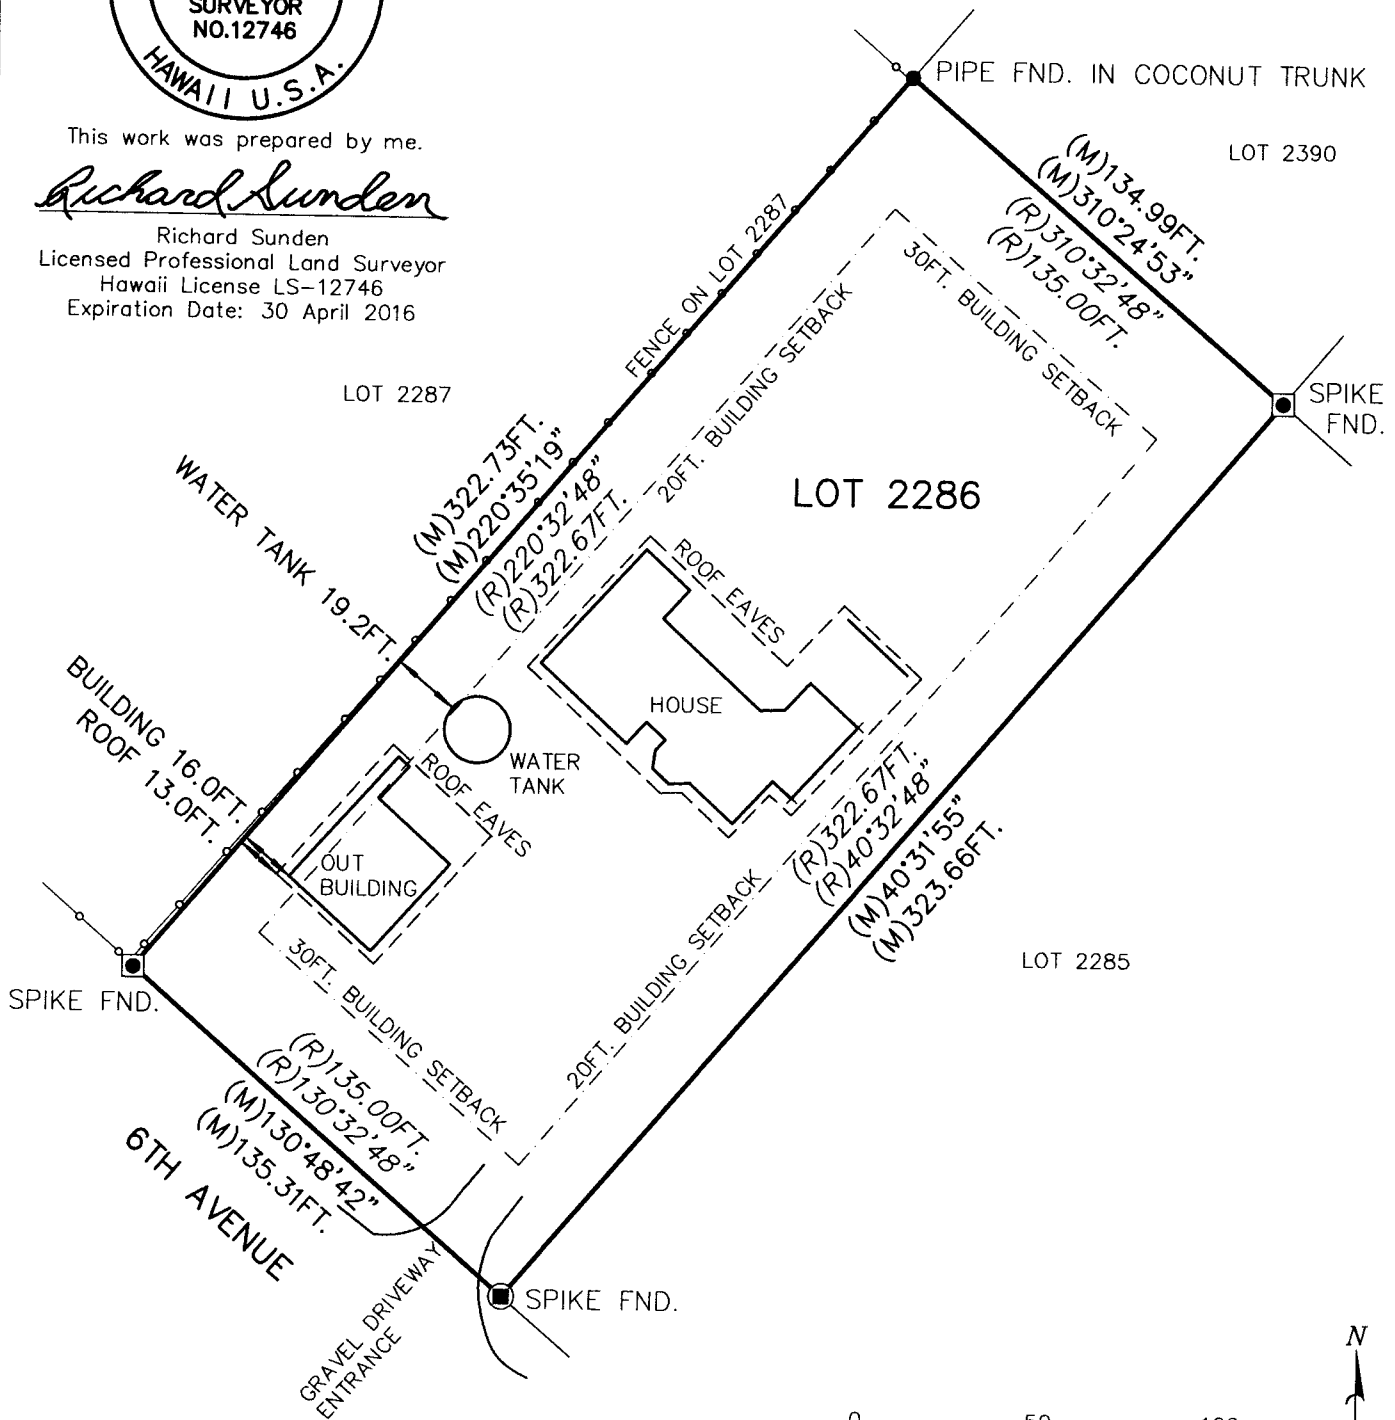 SURVEYOR
NO.12746
HAWAII U.S.A.
This work was prepared by me.
Richard Sunden
Richard Sunden
Licensed Professional Land Surveyor
Hawaii License LS-12746
Expiration Date: 30 April 2016
PIPE FND. IN COCONUT TRUNK
LOT 2390
(M)134.99FT.
(M)310°24'53"
(R)310°32'48"
(R)135.00FT.
FENCE ON LOT 2287
30FT. BUILDING SETBACK
20FT. BUILDING SETBACK
SPIKE
FND.
LOT 2287
(M)322.73FT.
(M)220°35'19"
(R)220°32'48"
(R)322.67FT.
LOT 2286
WATER TANK 19.2FT.
ROOF EAVES
HOUSE
BUILDING 16.0FT.
ROOF 13.0FT.
WATER
TANK
ROOF EAVES
OUT
BUILDING
(R)322.67FT.
(R)40°32'48"
(M)40°31'55"
(M)323.66FT.
LOT 2285
SPIKE FND.
30FT. BUILDING SETBACK
20FT. BUILDING SETBACK
(R)135.00FT.
(R)130°32'48"
(M)130°48'42"
(M)135.31FT.
6TH AVENUE
SPIKE FND.
GRAVEL DRIVEWAY
ENTRANCE
N
0 50 100